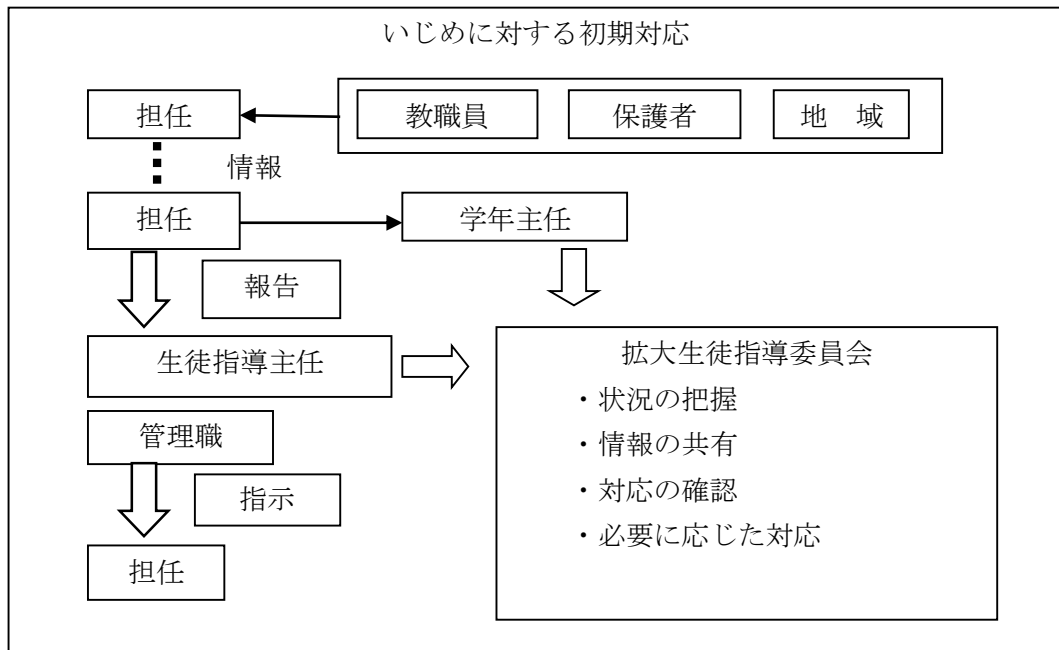 いじめに対する初期対応
担任
教職員
保護者
地　域
情報
担任
学年主任
報告
生徒指導主任
拡大生徒指導委員会
・状況の把握
管理職
・情報の共有
指示
・対応の確認
・必要に応じた対応
担任